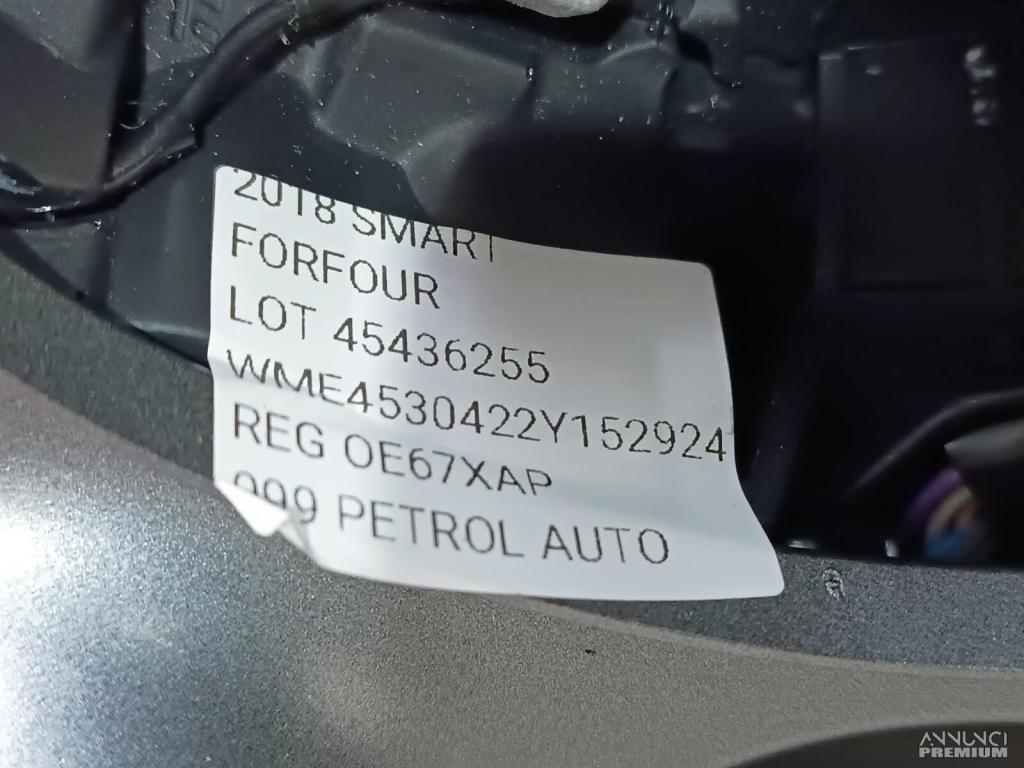 2018 SMART
FORFOUR
LOT 45436255
WME4530422Y152924
REG OE67XAP
999 PETROL AUTO
ANNUNCI
PREMIUM